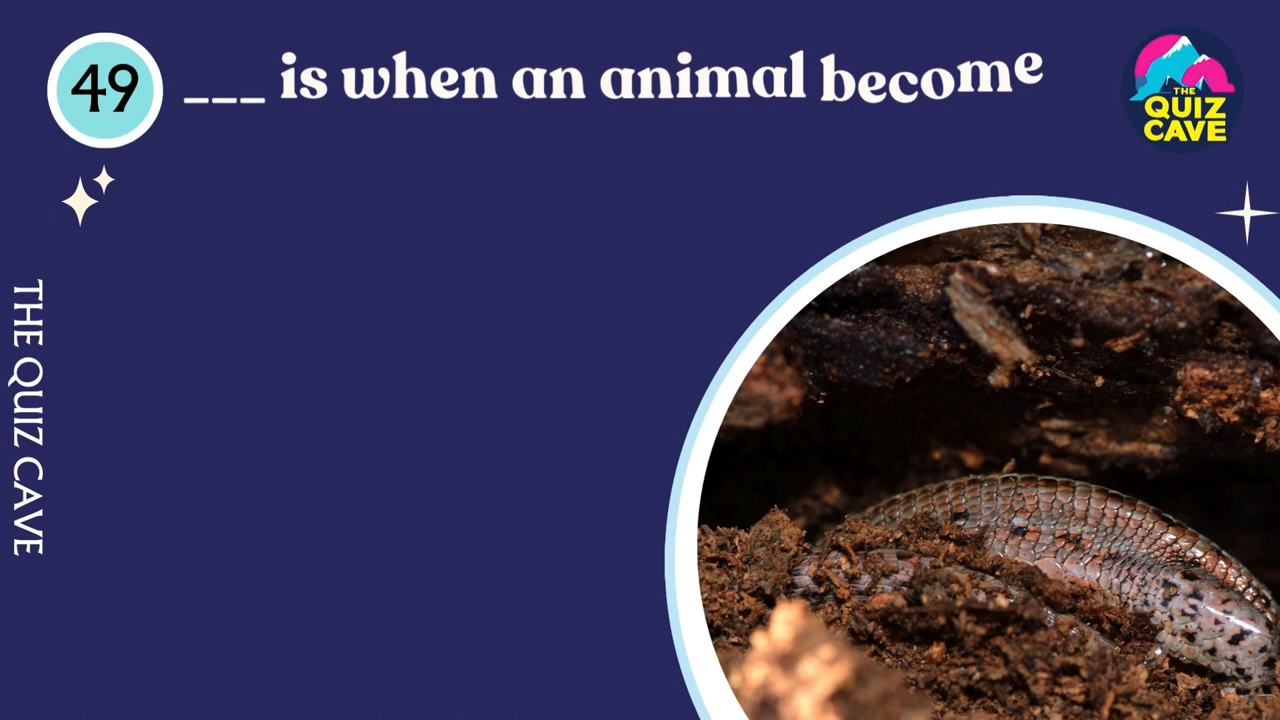 49
___ is when an animal become
THE
QUIZ
CAVE
THE QUIZ CAVE